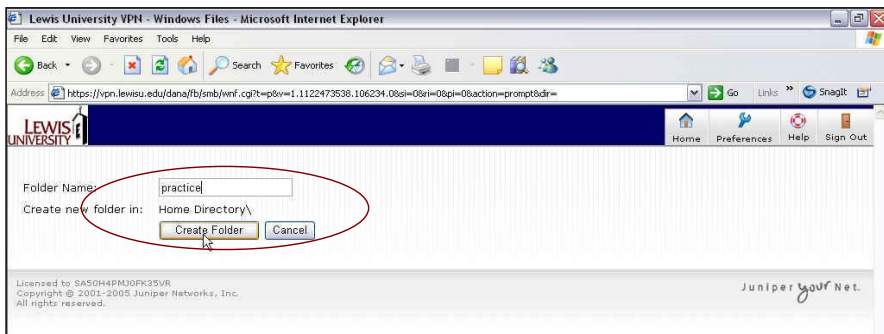 Lewis University VPN - Windows Files - Microsoft Internet Explorer
File Edit View Favorites Tools Help
Back Search Favorites
Address https://vpn.lewisu.edu/dana/fb/smb/wnf.cgi?t=p&v=1.1122473538.106234.0&si=0&ri=0&pi=0&action=prompt&dir= Go Links » SnagIt
LEWIS
UNIVERSITY
Home Preferences Help Sign Out
Folder Name: practice
Create new folder in: Home Directory\
Create Folder Cancel
Licensed to SA50H4PMJ0FK35VR
Copyright © 2001-2005 Juniper Networks, Inc.
All rights reserved.
Juniper your Net.